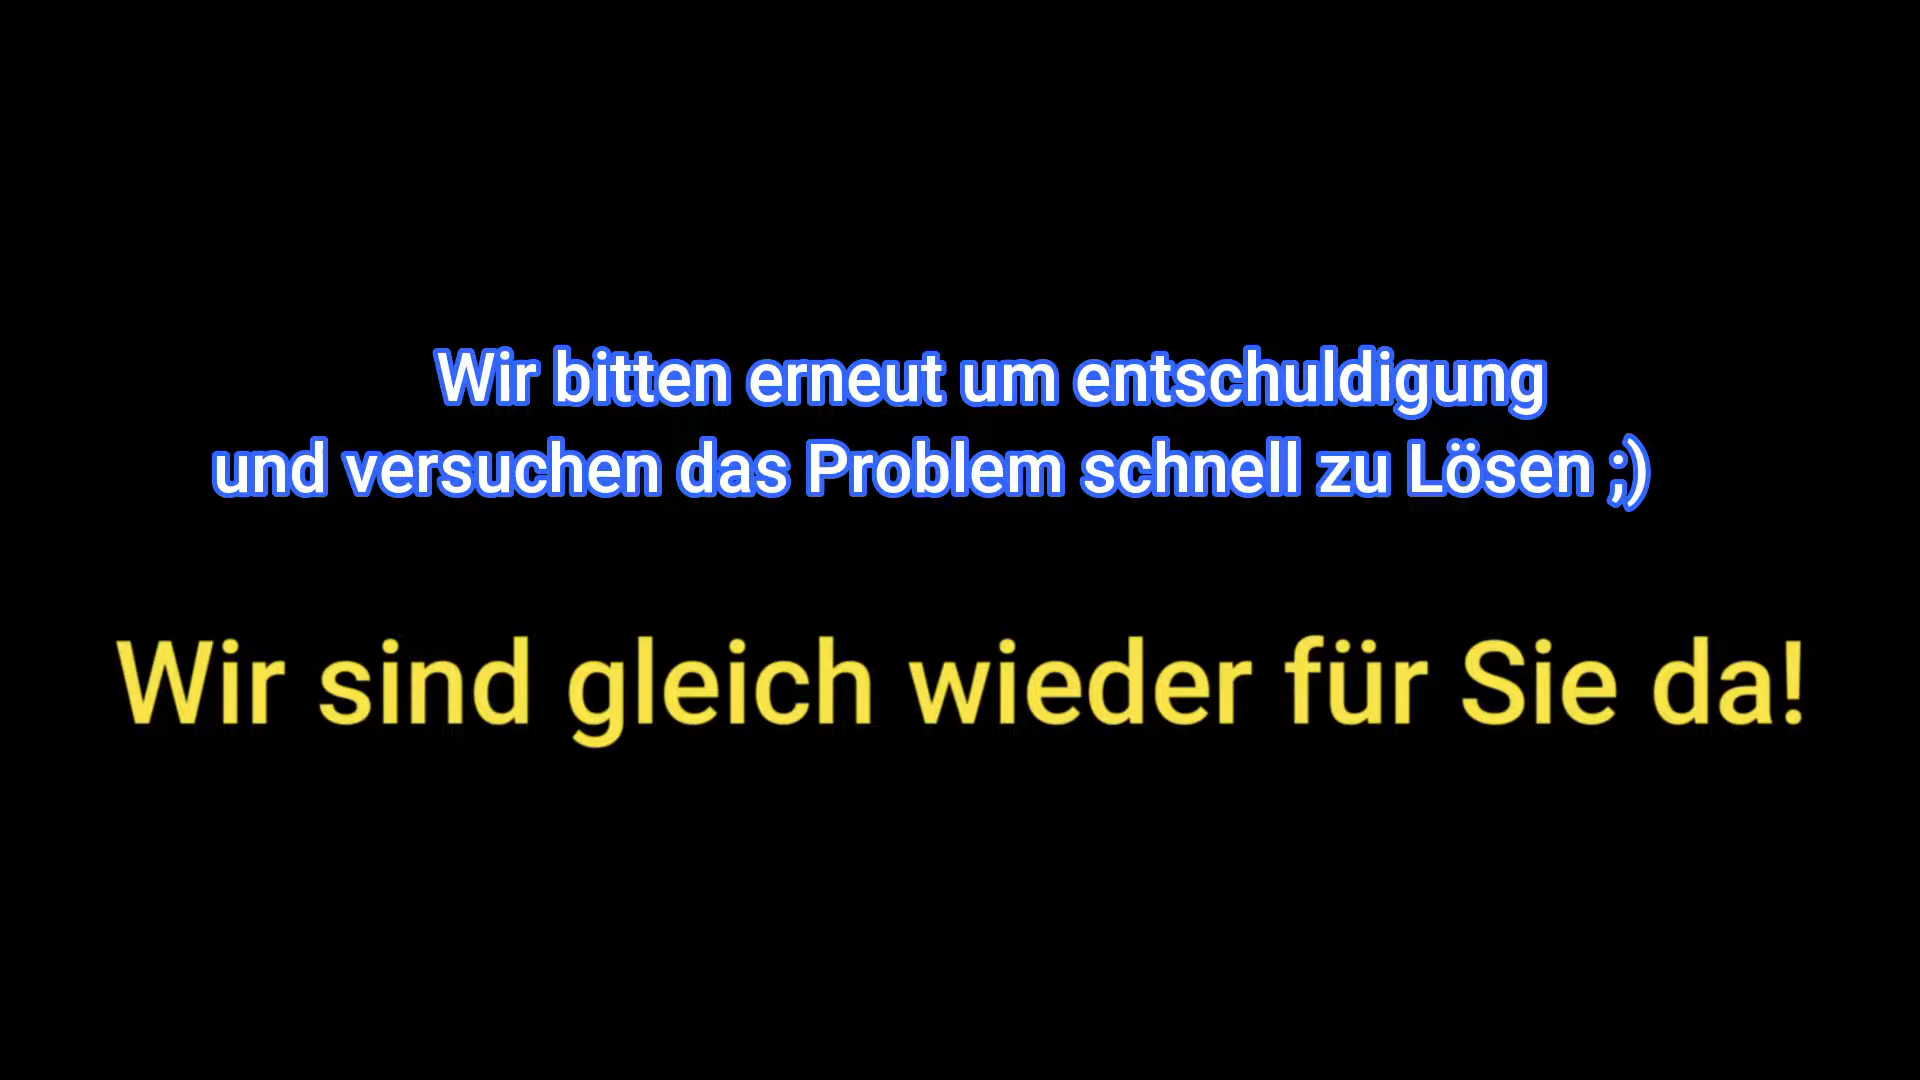 Wir bitten erneut um entschuldigung
und versuchen das Problem schnell zu Lösen ;)
Wir sind gleich wieder für Sie da!